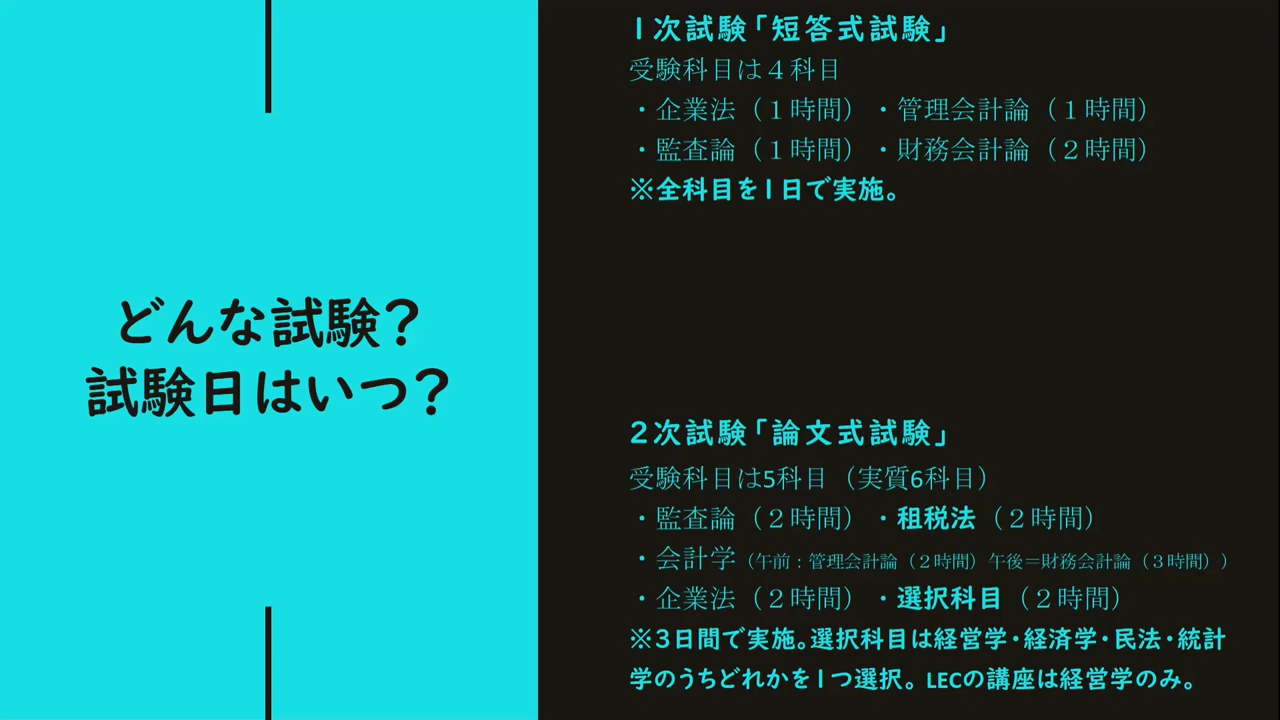 どんな試験?
試験日はいつ?
1次試験「短答式試験」
受験科目は４科目
・企業法（１時間）・管理会計論（１時間）
・監査論（１時間）・財務会計論（２時間）
※全科目を1日で実施。
2次試験「論文式試験」
受験科目は5科目（実質6科目）
・監査論（２時間）・租税法（２時間）
・会計学（午前：管理会計論（２時間）午後＝財務会計論（３時間））
・企業法（２時間）・選択科目（２時間）
※3日間で実施。選択科目は経営学・経済学・民法・統計
学のうちどれかを1つ選択。LECの講座は経営学のみ。